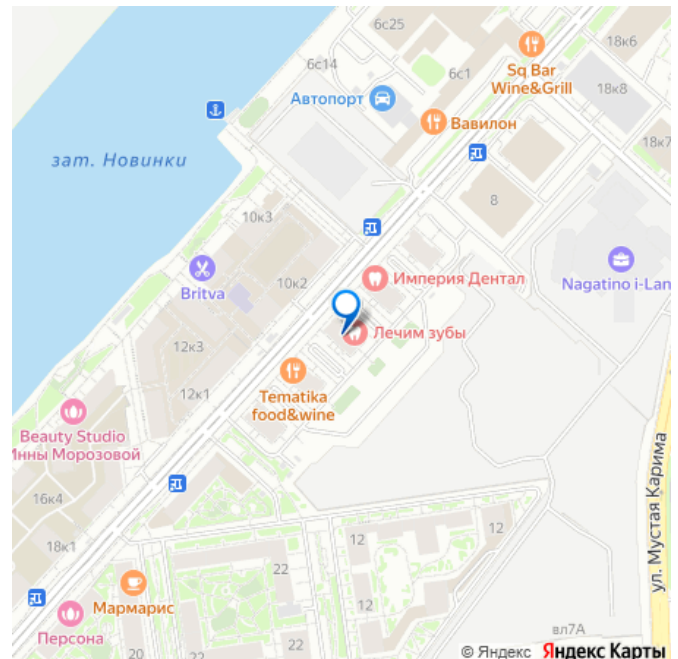 6с25
18к6
6с14
6с1
Sq Bar
Wine&Grill
Автопорт
18к8
Вавилон
18к7
зат. Новинки
8
10к3
Nagatino i-Lan
Империя Дентал
Britva
10к2
Лечим зубы
12к3
Tematika
food&wine
12к1
Beauty Studio
Инны Морозовой
ул. Мустая Карима
16к4
12
12
18к1
22
12
Мармарис
22
22
Персона
вл7А
© Яндекс Яндекс Карты